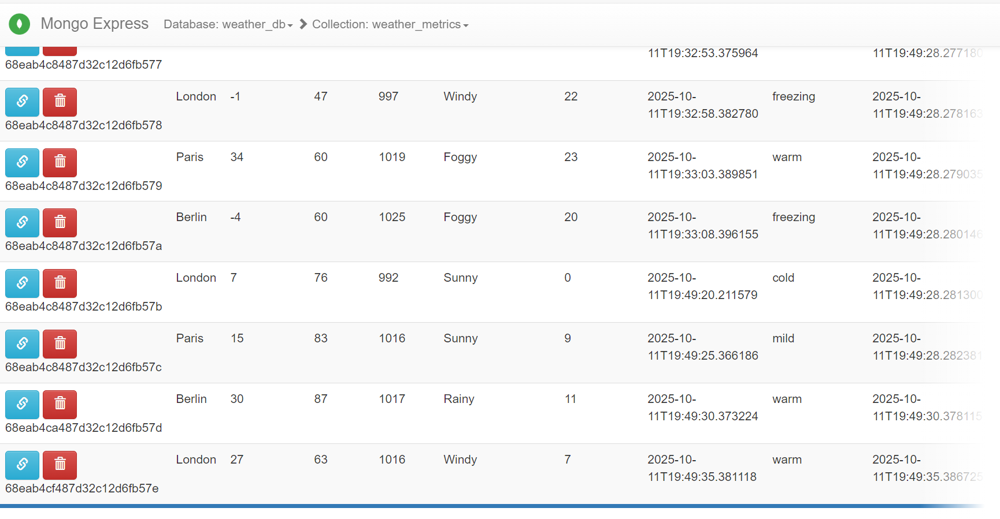 Mongo Express Database: weather_db Collection: weather_metrics
11T19:32:53.375964 11T19:49:28.277180
68eab4c8487d32c12d6fb577
London -1 47 997 Windy 22 2025-10- freezing 2025-10-
11T19:32:58.382780 11T19:49:28.278163
68eab4c8487d32c12d6fb578
Paris 34 60 1019 Foggy 23 2025-10- warm 2025-10-
11T19:33:03.389851 11T19:49:28.279035
68eab4c8487d32c12d6fb579
Berlin -4 60 1025 Foggy 20 2025-10- freezing 2025-10-
11T19:33:08.396155 11T19:49:28.280146
68eab4c8487d32c12d6fb57a
London 7 76 992 Sunny 0 2025-10- cold 2025-10-
11T19:49:20.211579 11T19:49:28.281300
68eab4c8487d32c12d6fb57b
Paris 15 83 1016 Sunny 9 2025-10- mild 2025-10-
11T19:49:25.366186 11T19:49:28.282381
68eab4c8487d32c12d6fb57c
Berlin 30 87 1017 Rainy 11 2025-10- warm 2025-10-
11T19:49:30.373224 11T19:49:30.378115
68eab4ca487d32c12d6fb57d
London 27 63 1016 Windy 7 2025-10- warm 2025-10-
11T19:49:35.381118 11T19:49:35.386725
68eab4cf487d32c12d6fb57e